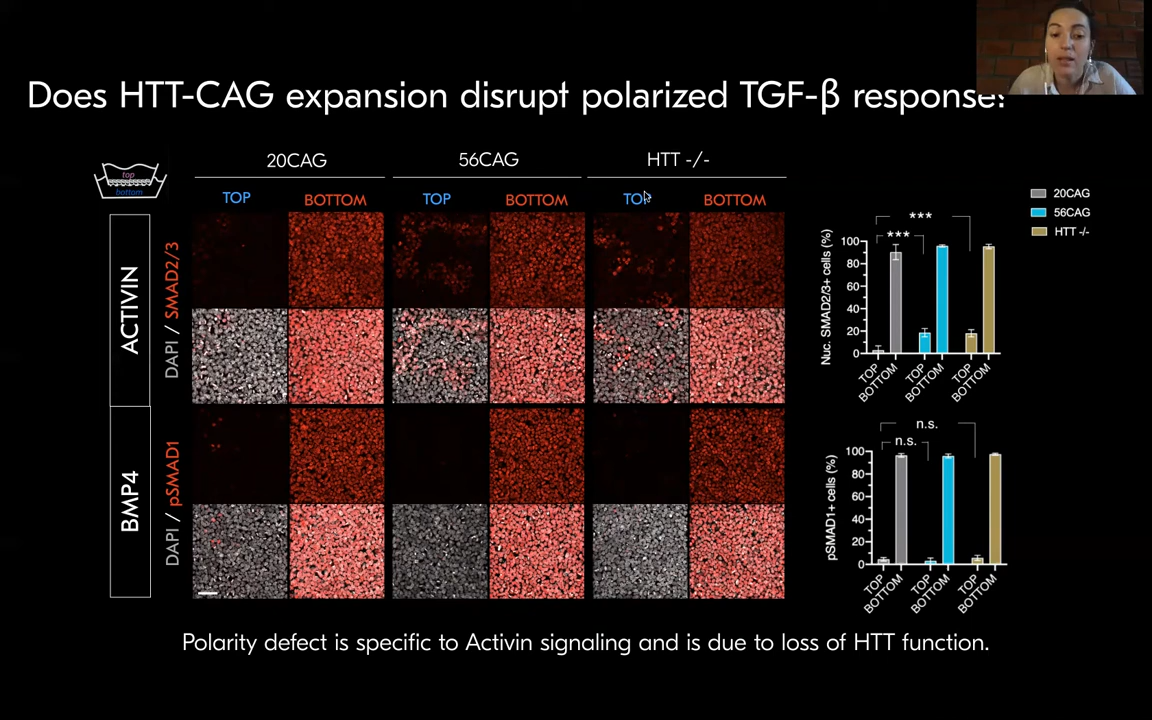 Does HTT-CAG expansion disrupt polarized TGF-β response?
20CAG 56CAG HTT -/-
top
bottom
TOP BOTTOM TOP BOTTOM TOP BOTTOM
ACTIVIN
DAPI / SMAD2/3
BMP4
DAPI / pSMAD1
20CAG
56CAG
HTT -/-
***
***
Nuc. SMAD2/3+ cells (%)
100
80
60
40
20
0
TOP BOTTOM TOP BOTTOM TOP BOTTOM
n.s.
n.s.
pSMAD1+ cells (%)
100
80
60
40
20
0
TOP BOTTOM TOP BOTTOM TOP BOTTOM
Polarity defect is specific to Activin signaling and is due to loss of HTT function.